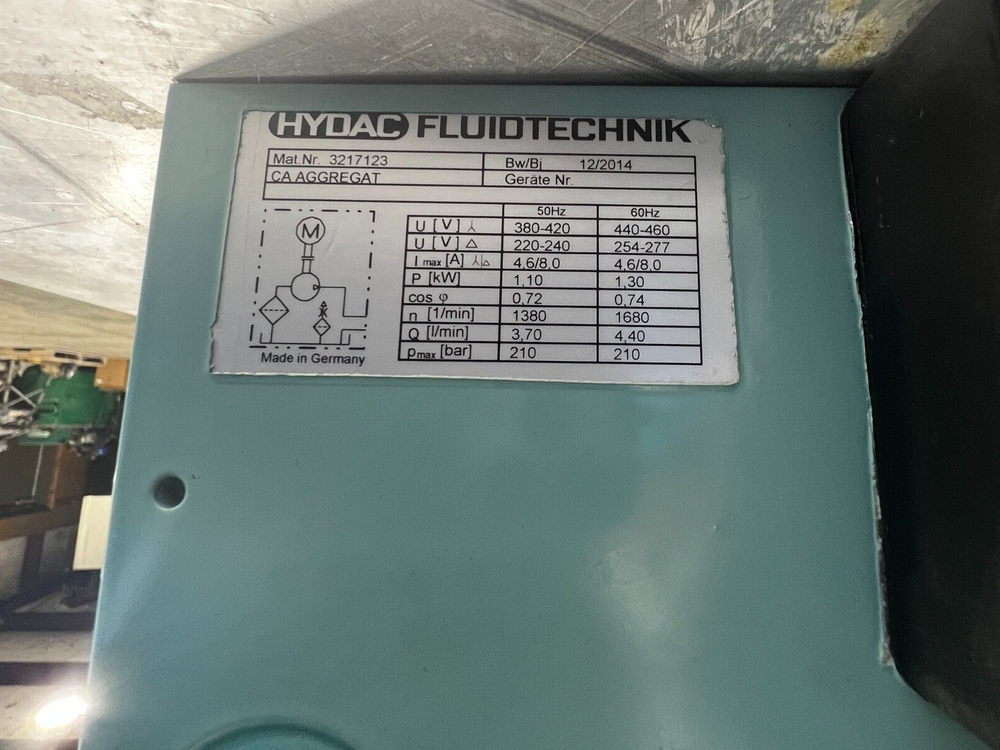 HYDAC FLUIDTECHNIK
Mat.Nr. 3217123 Bw/Bj 12/2014
CA AGGREGAT Geräte Nr.
50Hz 60Hz
U [V] 人 380-420 440-460
U [V] △ 220-240 254-277
I max [A] 人/△ 4,6/8,0 4,6/8,0
P [kW] 1,10 1,30
cos φ 0,72 0,74
n [1/min] 1380 1680
Q [l/min] 3,70 4,40
pmax [bar] 210 210
M
Made in Germany